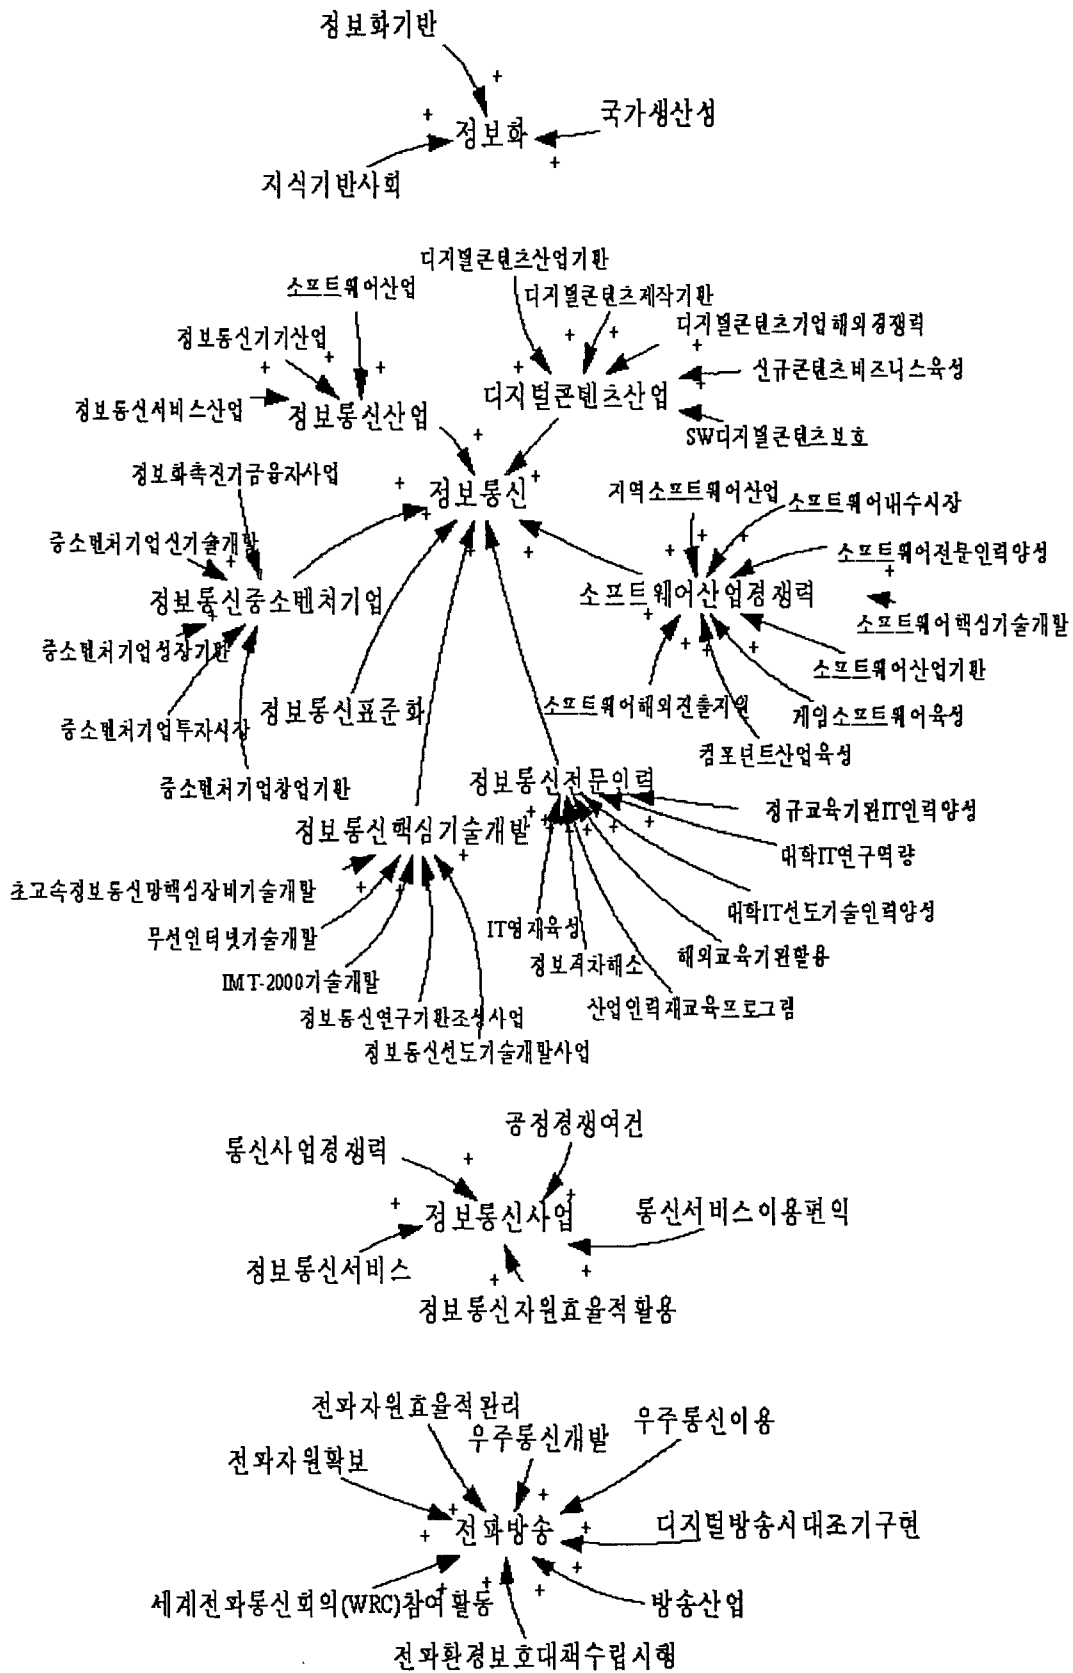 정보화기반
국가생산성
정보화
지식기반사회
디지털콘텐츠산업기반
소프트웨어산업
디지털콘텐츠제작기반
정보통신기기산업
디지털콘텐츠기업해외경쟁력
신규콘텐츠비즈니스육성
디지털콘텐츠산업
정보통신서비스산업
정보통신산업
SW디지털콘텐츠보호
정보화촉진기금융자사업
정보통신
지역소프트웨어산업
소프트웨어내수시장
중소벤처기업신기술개발
소프트웨어전문인력양성
정보통신중소벤처기업
소프트웨어산업경쟁력
소프트웨어핵심기술개발
중소벤처기업성장기반
소프트웨어산업기반
정보통신표준화
소프트웨어해외진출지원
게임소프트웨어육성
중소벤처기업투자시장
컴포넌트산업육성
중소벤처기업창업기반
정보통신전문인력
정규교육기관IT인력양성
정보통신핵심기술개발
대학IT연구역량
초고속정보통신망핵심장비기술개발
대학IT선도기술인력양성
무선인터넷기술개발
IT영재육성
해외교육기관활용
정보격차해소
IMT-2000기술개발
산업인력재교육프로그램
정보통신연구기반조성사업
정보통신선도기술개발사업
공정경쟁여건
통신사업경쟁력
정보통신사업
통신서비스이용편익
정보통신서비스
정보통신자원효율적활용
전파자원효율적관리
우주통신이용
우주통신개발
전파자원확보
전파방송
디지털방송시대조기구현
세계전파통신회의(WRC)참여활동
방송산업
전파환경보호대책수립시행